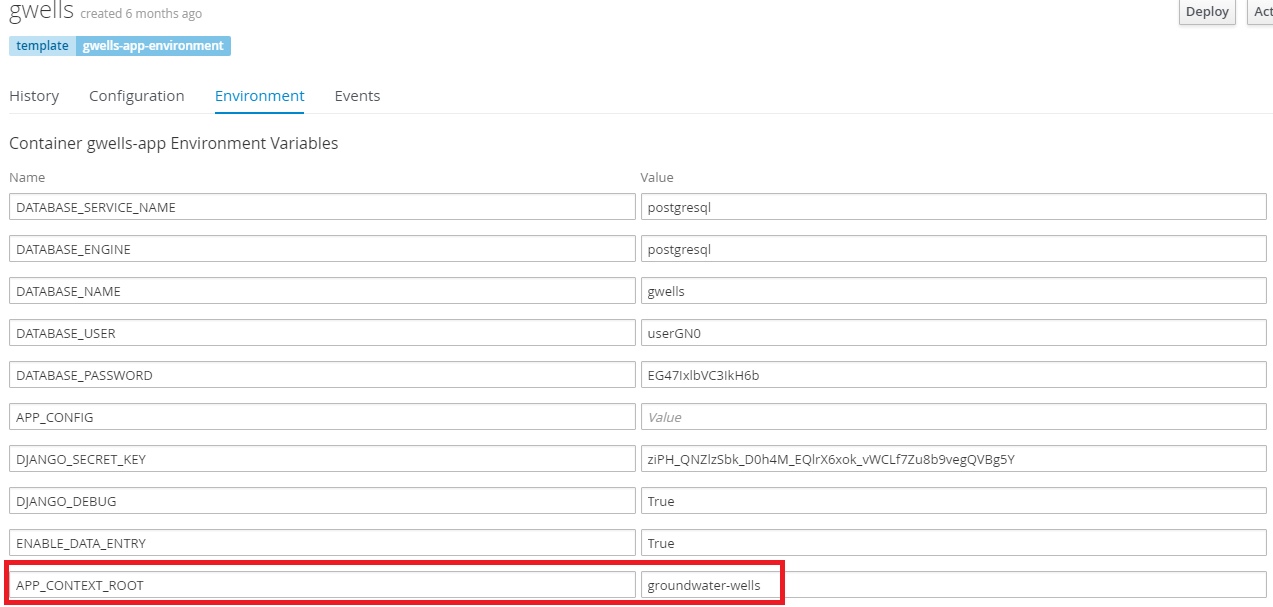 gwells created 6 months ago
Deploy
Act
template gwells-app-environment
History Configuration Environment Events
Container gwells-app Environment Variables
Name Value
DATABASE_SERVICE_NAME postgresql
DATABASE_ENGINE postgresql
DATABASE_NAME gwells
DATABASE_USER userGN0
DATABASE_PASSWORD EG47IxlbVC3IkH6b
APP_CONFIG Value
DJANGO_SECRET_KEY ziPH_QNZlzSbk_D0h4M_EQlrX6xok_vWCLf7Zu8b9vegQVBg5Y
DJANGO_DEBUG True
ENABLE_DATA_ENTRY True
APP_CONTEXT_ROOT groundwater-wells